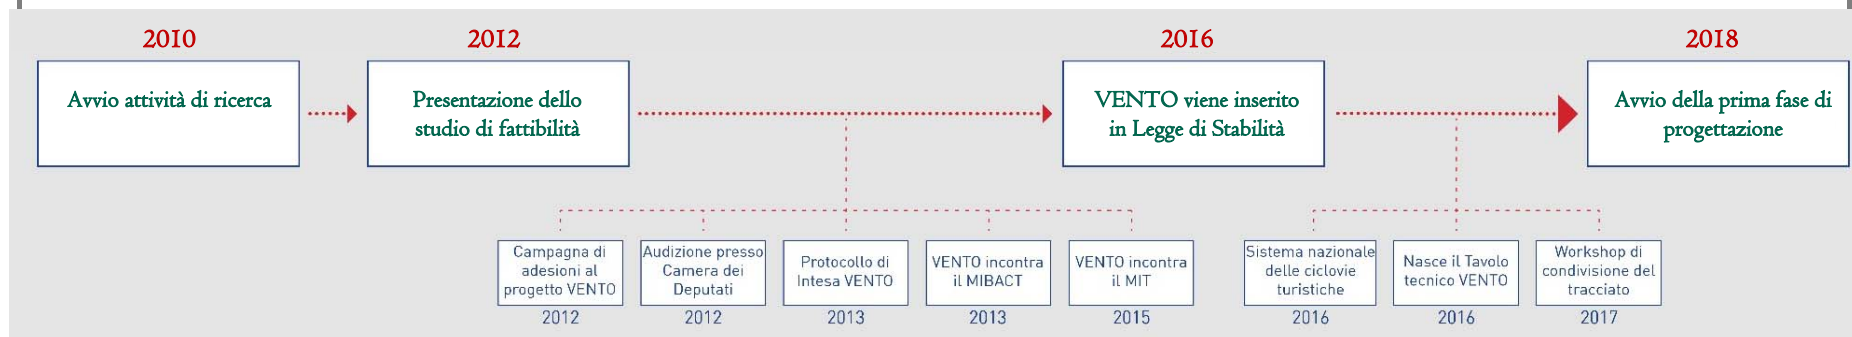 2010
Avvio attività di ricerca
2012
Presentazione dello
studio di fattibilità
2016
VENTO viene inserito
in Legge di Stabilità
2018
Avvio della prima fase di
progettazione
Campagna di
adesioni al
progetto VENTO
2012
Audizione presso
Camera dei
Deputati
2012
Protocollo di
Intesa VENTO
2013
VENTO incontra
il MIBACT
2013
VENTO incontra
il MIT
2015
Sistema nazionale
delle ciclovie
turistiche
2016
Nasce il Tavolo
tecnico VENTO
2016
Workshop di
condivisione del
tracciato
2017